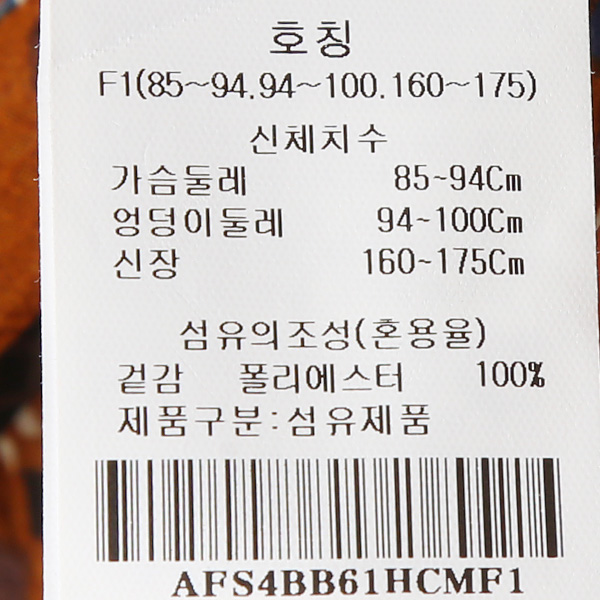 호칭
F1(85~94.94~100.160~175)
신체치수
가슴둘레 85~94Cm
엉덩이둘레 94~100Cm
신장 160~175Cm
섬유의조성(혼용율)
겉감 폴리에스터 100%
제품구분:섬유제품
AFS4BB61HCMF1